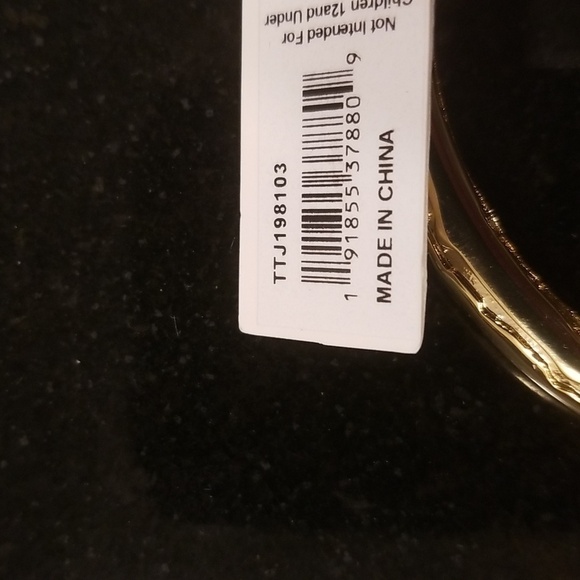 Not Intended For
Children 12and Under
TTJ198103
1 91855 37880 9
MADE IN CHINA